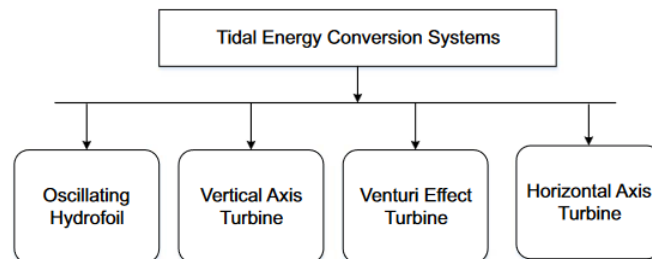 Tidal Energy Conversion Systems
Oscillating
Hydrofoil
Vertical Axis
Turbine
Venturi Effect
Turbine
Horizontal Axis
Turbine